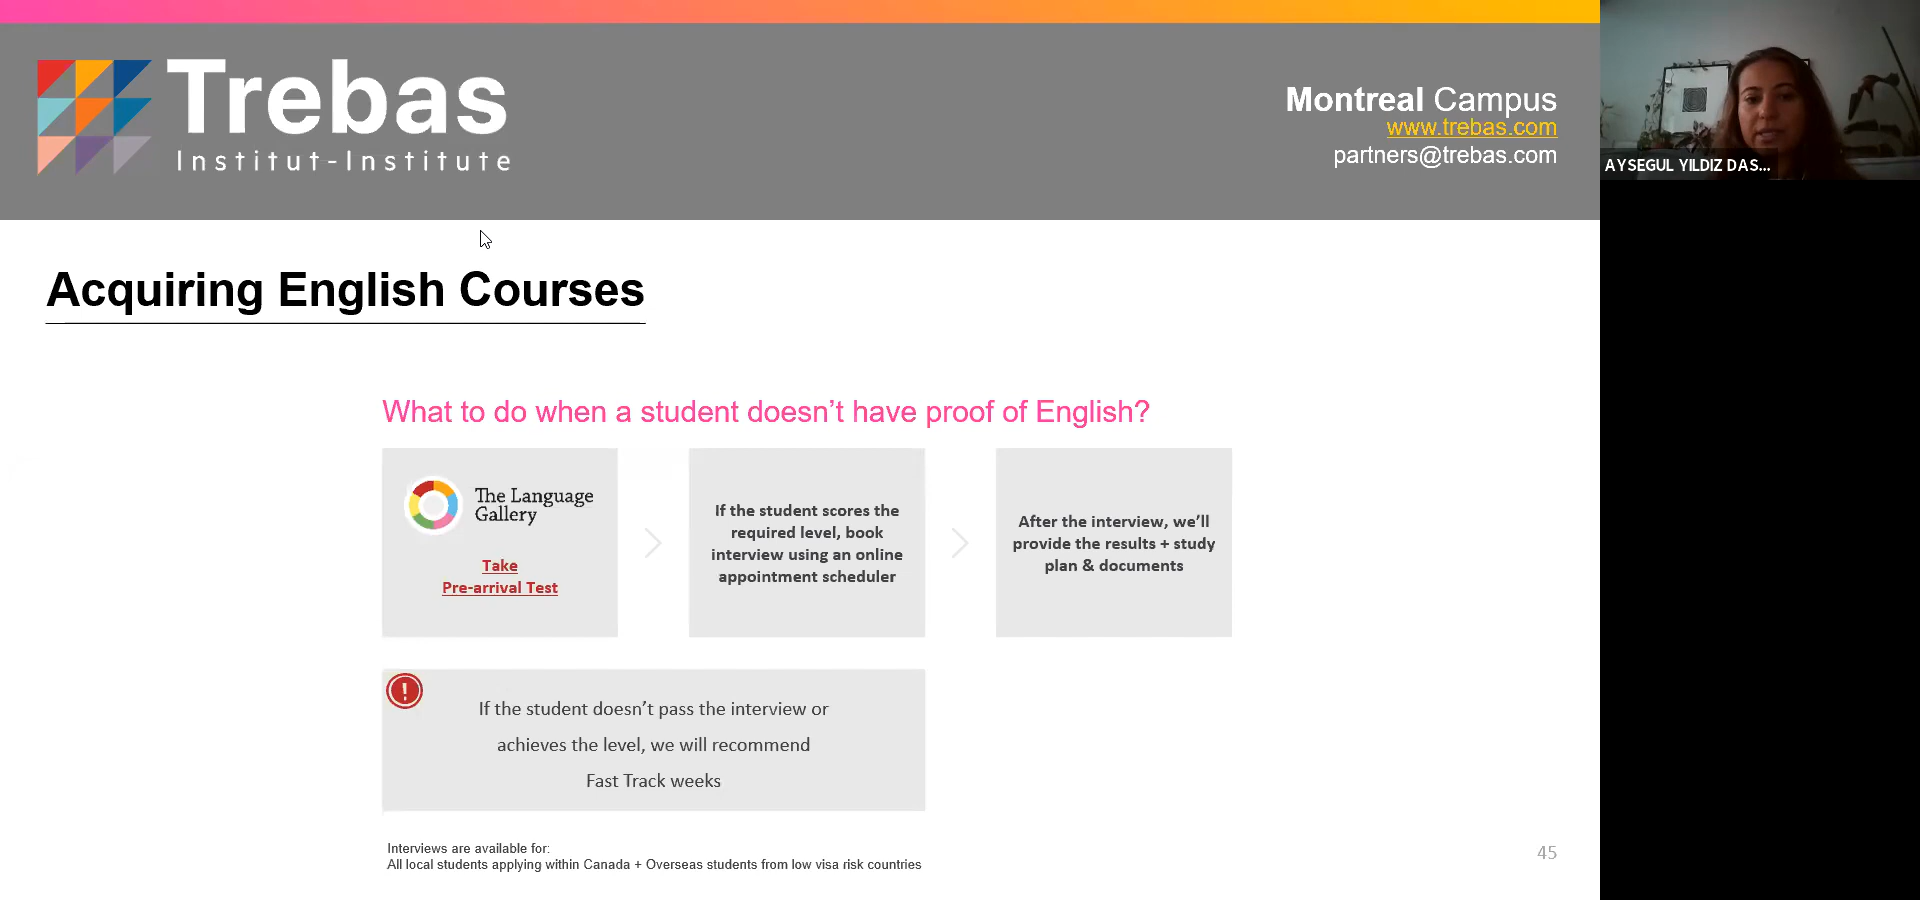 Trebas
Institut-Institute
Montreal Campus
www.trebas.com
partners@trebas.com
AYSEGUL YILDIZ DAS...
Acquiring English Courses
What to do when a student doesn't have proof of English?
The Language
Gallery
Take
Pre-arrival Test
If the student scores the
required level, book
interview using an online
appointment scheduler
After the interview, we'll
provide the results + study
plan & documents
!
If the student doesn't pass the interview or
achieves the level, we will recommend
Fast Track weeks
Interviews are available for:
All local students applying within Canada + Overseas students from low visa risk countries
45